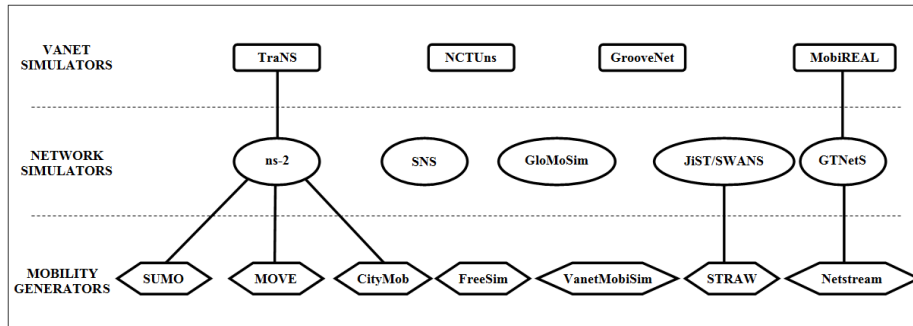 VANET
SIMULATORS
TraNS
NCTUns
GrooveNet
MobiREAL
NETWORK
SIMULATORS
ns-2
SNS
GloMoSim
JiST/SWANS
GTNetS
MOBILITY
GENERATORS
SUMO
MOVE
CityMob
FreeSim
VanetMobiSim
STRAW
Netstream